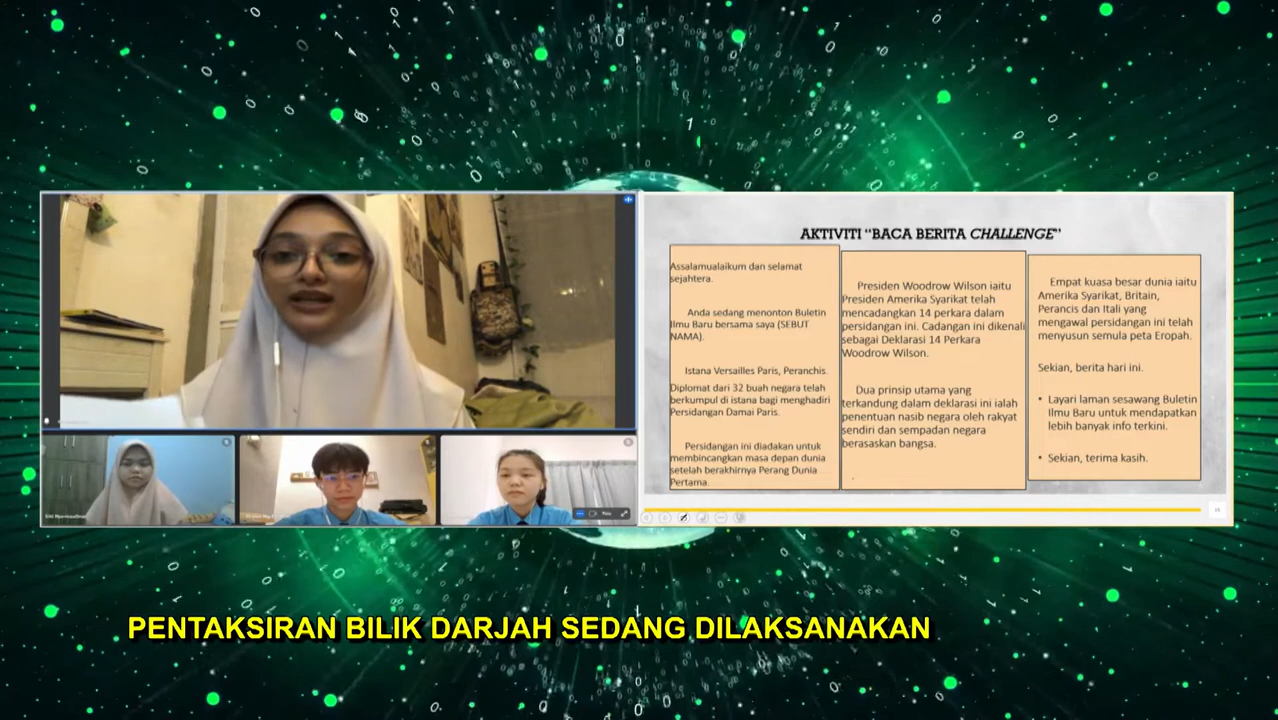 AKTIVITI “BACA BERITA CHALLENGE”
Assalamualaikum dan selamat
sejahtera.
Anda sedang menonton Buletin
Ilmu Baru bersama saya (SEBUT
NAMA).
Istana Versailles Paris, Peranchis.
Diplomat dari 32 buah negara telah
berkumpul di istana bagi menghadiri
Persidangan Damai Paris.
Persidangan ini diadakan untuk
membincangkan masa depan dunia
setelah berakhirnya Perang Dunia
Pertama.
Presiden Woodrow Wilson iaitu
Presiden Amerika Syarikat telah
mencadangkan 14 perkara dalam
persidangan ini. Cadangan ini dikenali
sebagai Deklarasi 14 Perkara
Woodrow Wilson.
Dua prinsip utama yang
terkandung dalam deklarasi ini ialah
penentuan nasib negara oleh rakyat
sendiri dan sempadan negara
berasaskan bangsa.
Empat kuasa besar dunia iaitu
Amerika Syarikat, Britain,
Perancis dan Itali yang
mengawal persidangan ini telah
menyusun semula peta Eropah.
Sekian, berita hari ini.
• Layari laman sesawang Buletin
Ilmu Baru untuk mendapatkan
lebih banyak info terkini.
• Sekian, terima kasih.
PENTAKSIRAN BILIK DARJAH SEDANG DILAKSANAKAN